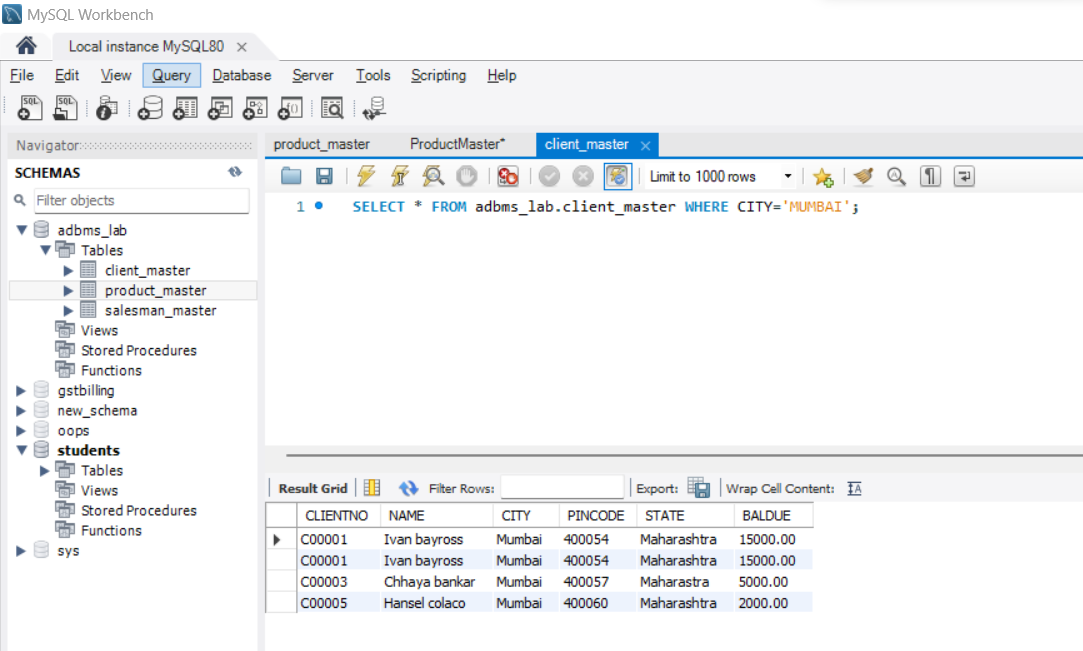 MySQL Workbench
Local instance MySQL80
File Edit View Query Database Server Tools Scripting Help
SQL SQL
Navigator
SCHEMAS
Filter objects
adbms_lab
Tables
client_master
product_master
salesman_master
Views
Stored Procedures
Functions
gstbilling
new_schema
oops
students
Tables
Views
Stored Procedures
Functions
sys
product_master ProductMaster* client_master
Limit to 1000 rows
1 SELECT * FROM adbms_lab.client_master WHERE CITY='MUMBAI';
Result Grid Filter Rows: Export: Wrap Cell Content:
CLIENTNO NAME CITY PINCODE STATE BALDUE
C00001 Ivan bayross Mumbai 400054 Maharashtra 15000.00
C00001 Ivan bayross Mumbai 400054 Maharashtra 15000.00
C00003 Chhaya bankar Mumbai 400057 Maharastra 5000.00
C00005 Hansel colaco Mumbai 400060 Maharashtra 2000.00